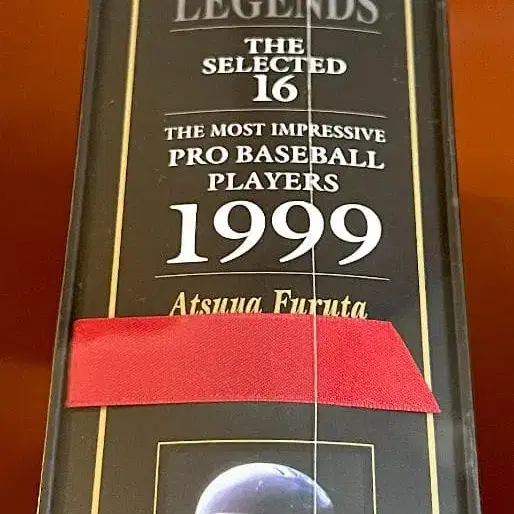 LEGENDS
THE
SELECTED
16
THE MOST IMPRESSIVE
PRO BASEBALL
PLAYERS
1999
Atsuya Furuta